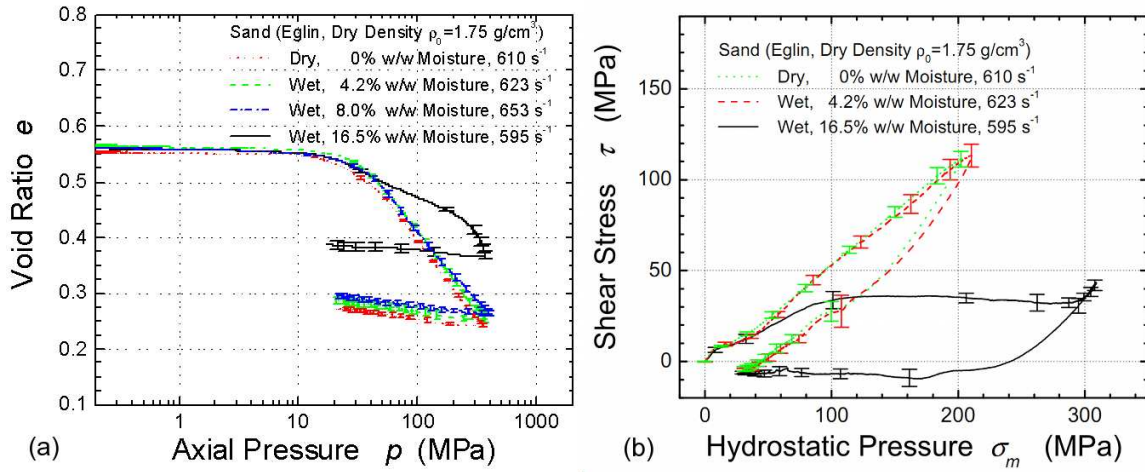 0.8
0.7
0.6
0.5
0.4
0.3
0.2
0.1
Void Ratio e
Sand (Eglin, Dry Density ρ₀=1.75 g/cm³)
Dry, 0% w/w Moisture, 610 s⁻¹
Wet, 4.2% w/w Moisture, 623 s⁻¹
Wet, 8.0% w/w Moisture, 653 s⁻¹
Wet, 16.5% w/w Moisture, 595 s⁻¹
1 10 100 1000
(a) Axial Pressure p (MPa)
150
100
50
0
Shear Stress τ (MPa)
Sand (Eglin, Dry Density ρ₀=1.75 g/cm³)
Dry, 0% w/w Moisture, 610 s⁻¹
Wet, 4.2% w/w Moisture, 623 s⁻¹
Wet, 16.5% w/w Moisture, 595 s⁻¹
0 100 200 300
(b) Hydrostatic Pressure σm (MPa)